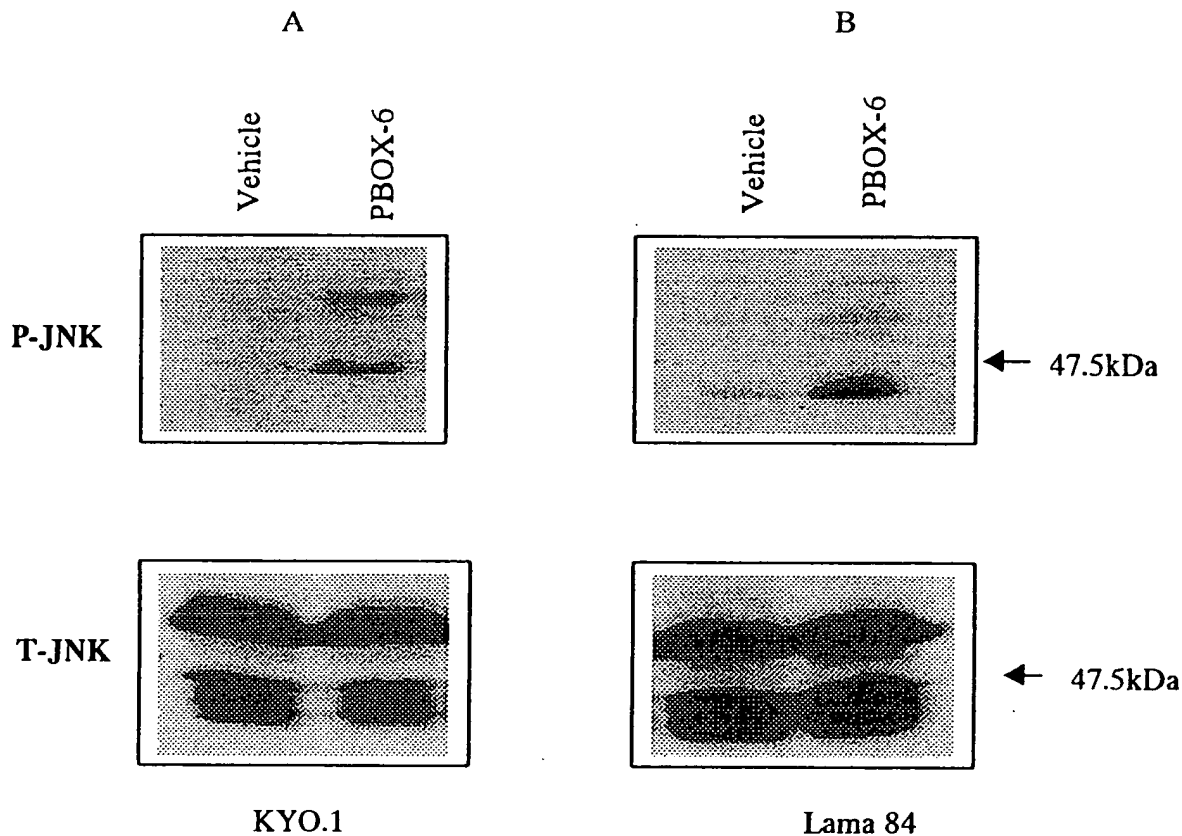 A
B
Vehicle
PBOX-6
Vehicle
PBOX-6
P-JNK
47.5kDa
T-JNK
47.5kDa
KYO.1
Lama 84